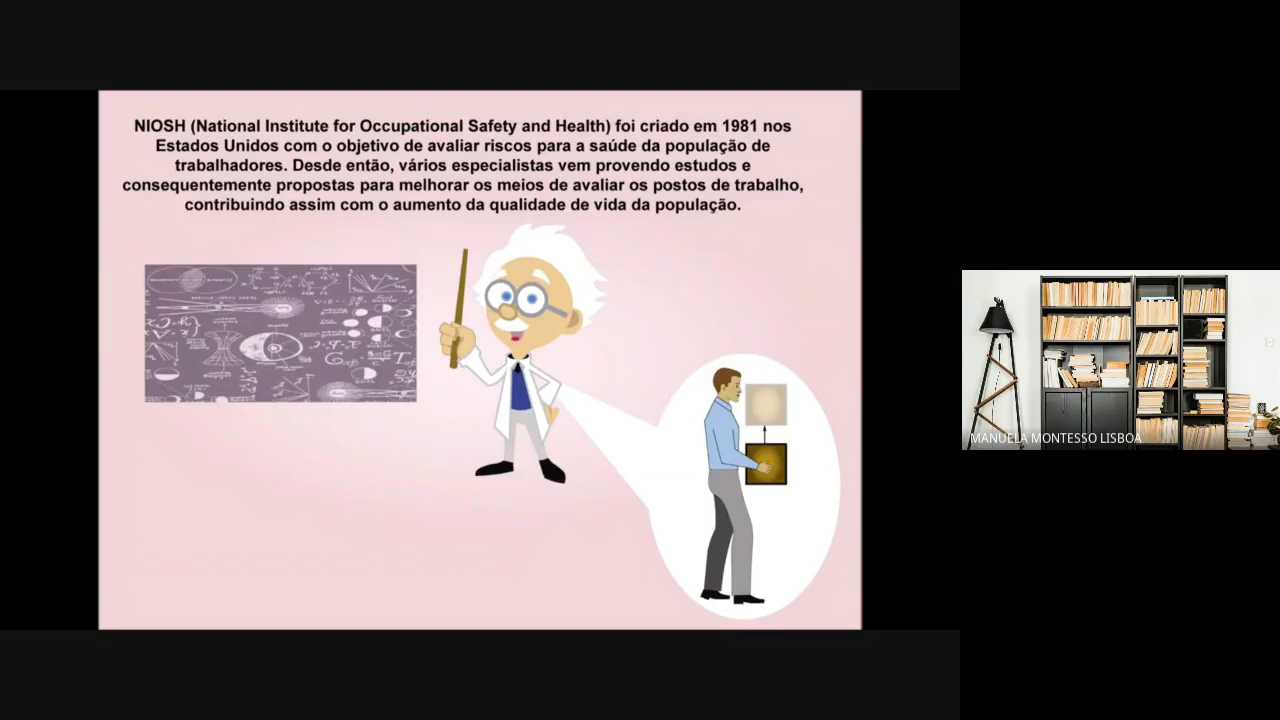 NIOSH (National Institute for Occupational Safety and Health) foi criado em 1981 nos
Estados Unidos com o objetivo de avaliar riscos para a saúde da população de
trabalhadores. Desde então, vários especialistas vem provendo estudos e
consequentemente propostas para melhorar os meios de avaliar os postos de trabalho,
contribuindo assim com o aumento da qualidade de vida da população.
MANUELA MONTESSO LISBOA